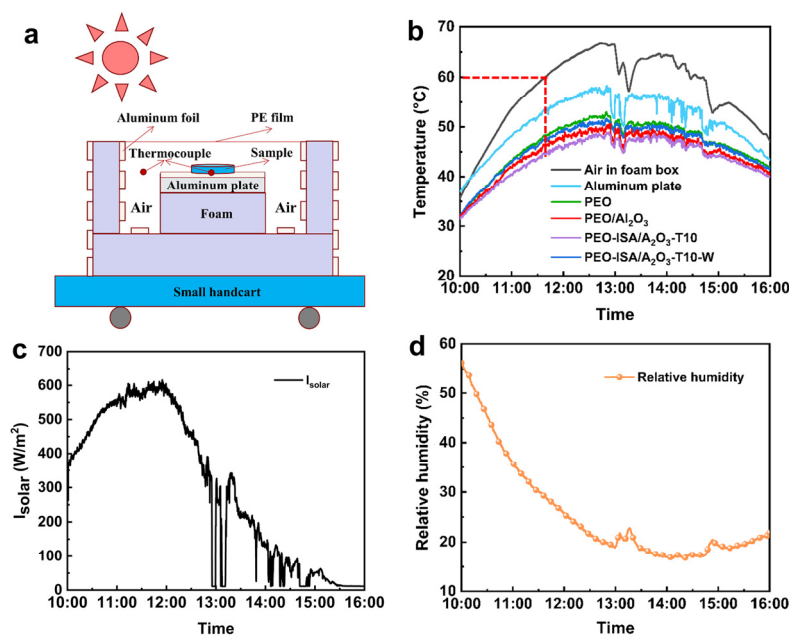 a
Aluminum foil
PE film
Thermocouple
Sample
Aluminum plate
Air
Foam
Air
Small handcart
b
Temperature (°C)
70
60
50
40
30
20
Air in foam box
Aluminum plate
PEO
PEO/Al₂O₃
PEO-ISA/A₂O₃-T10
PEO-ISA/A₂O₃-T10-W
10:00 11:00 12:00 13:00 14:00 15:00 16:00
Time
c
I_solar (W/m²)
700
600
500
400
300
200
100
0
I_solar
10:00 11:00 12:00 13:00 14:00 15:00 16:00
Time
d
Relative humidity (%)
60
50
40
30
20
10
Relative humidity
10:00 11:00 12:00 13:00 14:00 15:00 16:00
Time